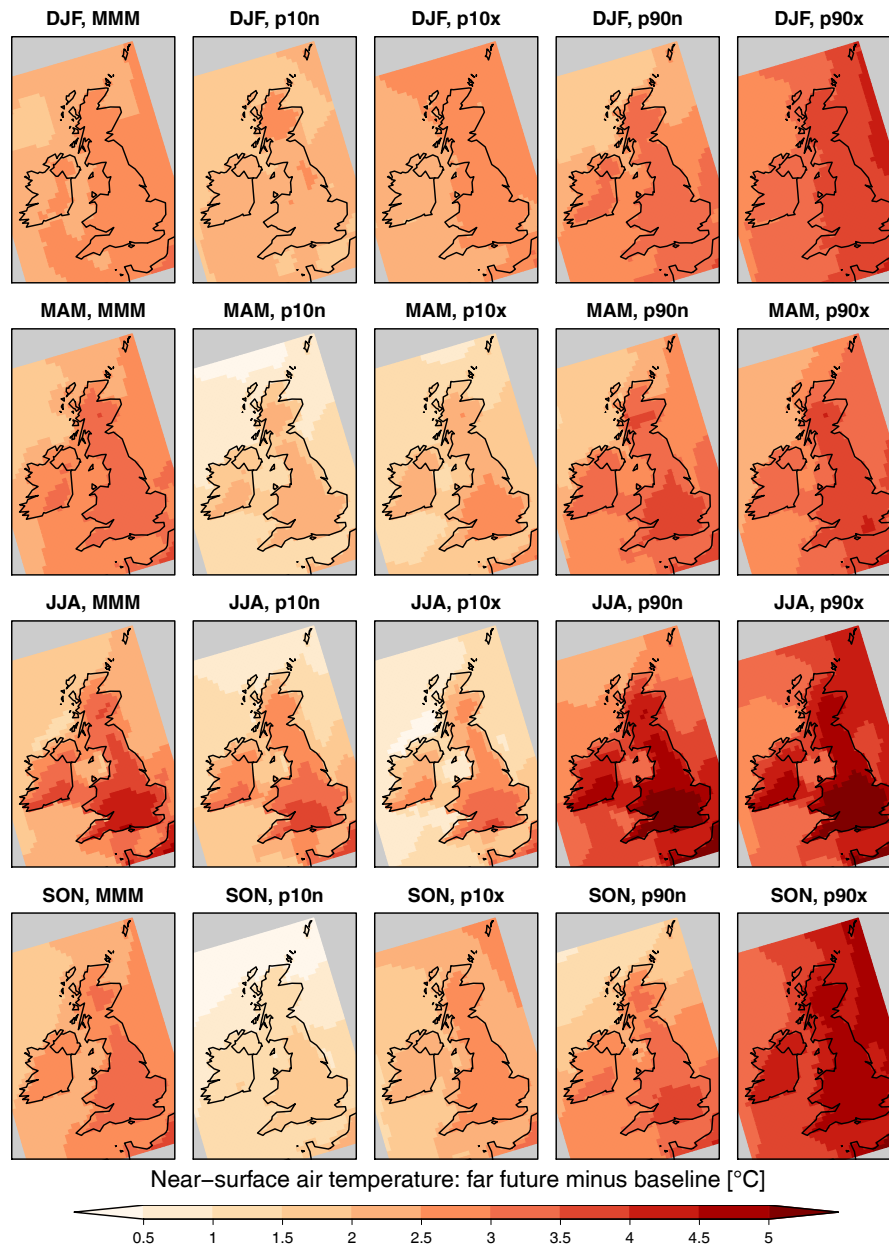 DJF, MMM DJF, p10n DJF, p10x DJF, p90n DJF, p90x
MAM, MMM MAM, p10n MAM, p10x MAM, p90n MAM, p90x
JJA, MMM JJA, p10n JJA, p10x JJA, p90n JJA, p90x
SON, MMM SON, p10n SON, p10x SON, p90n SON, p90x
Near−surface air temperature: far future minus baseline [°C]
0.5 1 1.5 2 2.5 3 3.5 4 4.5 5